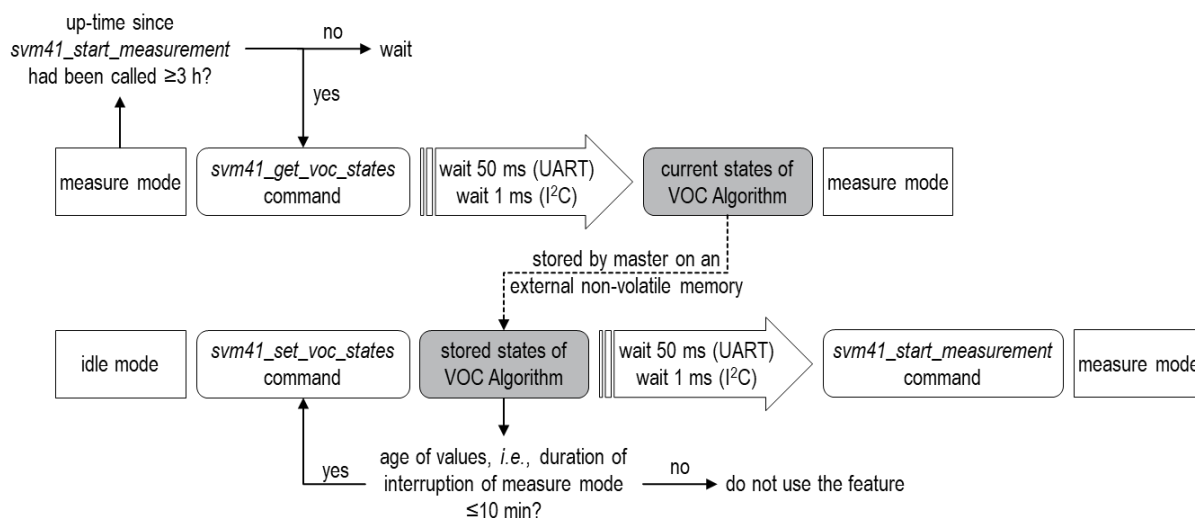 up-time since
svm41_start_measurement
had been called ≥3 h?
no
wait
yes
measure mode
svm41_get_voc_states
command
wait 50 ms (UART)
wait 1 ms (I²C)
current states of
VOC Algorithm
measure mode
stored by master on an
external non-volatile memory
idle mode
svm41_set_voc_states
command
stored states of
VOC Algorithm
wait 50 ms (UART)
wait 1 ms (I²C)
svm41_start_measurement
command
measure mode
yes
age of values, i.e., duration of
interruption of measure mode
≤10 min?
no
do not use the feature